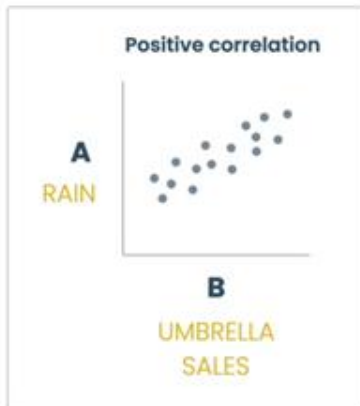 Positive correlation
A
RAIN
B
UMBRELLA
SALES